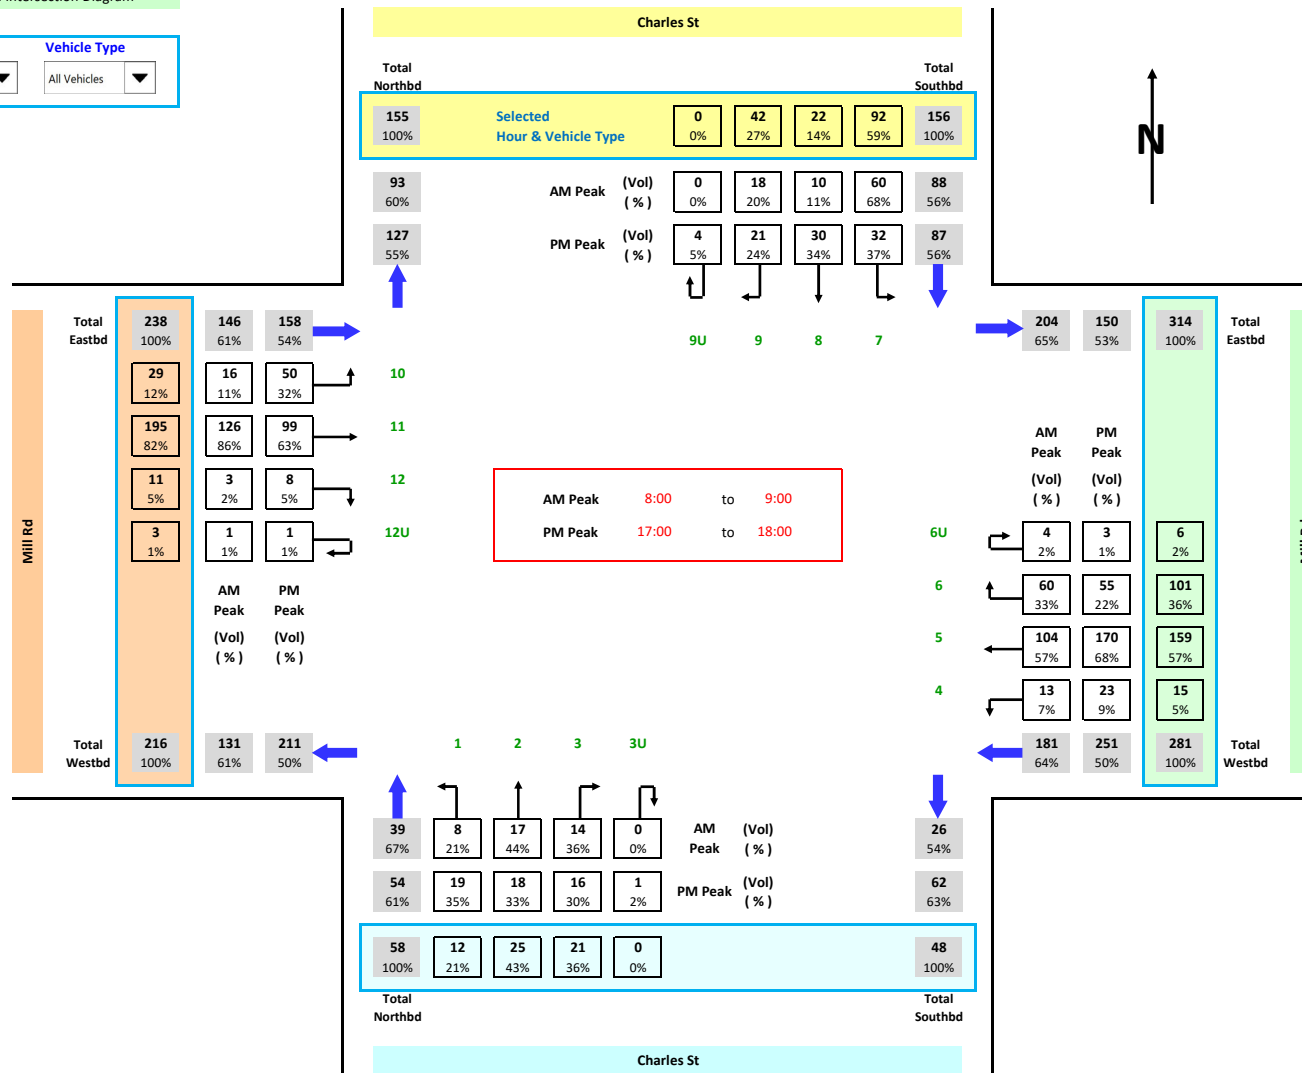 Intersection Diagram
Charles St
Vehicle Type
All Vehicles
Total
Northbd
Total
Southbd
155 Selected 0 42 22 92 156
100% Hour & Vehicle Type 0% 27% 14% 59% 100%
93 AM Peak (Vol) 0 18 10 60 88
60% ( % ) 0% 20% 11% 68% 56%
127 PM Peak (Vol) 4 21 30 32 87
55% ( % ) 5% 24% 34% 37% 56%
N
Total
Eastbd
238 146 158
100% 61% 54%
9U 9 8 7
204 150 314
65% 53% 100%
Total
Eastbd
29 16 50 10
12% 11% 32%
195 126 99 11
82% 86% 63%
11 3 8 12
5% 2% 5%
3 1 1 12U
1% 1% 1%
Mill Rd
AM PM
Peak Peak
(Vol) (Vol)
( % ) ( % )
AM Peak 8:00 to 9:00
PM Peak 17:00 to 18:00
AM PM
Peak Peak
(Vol) (Vol)
( % ) ( % )
6U 4 3 6
2% 1% 2%
6 60 55 101
33% 22% 36%
5 104 170 159
57% 68% 57%
4 13 23 15
7% 9% 5%
Total
Westbd
216 131 211
100% 61% 50%
1 2 3 3U
181 251 281
64% 50% 100%
Total
Westbd
39 8 17 14 0 AM (Vol) 26
67% 21% 44% 36% 0% Peak ( % ) 54%
54 19 18 16 1 PM Peak (Vol) 62
61% 35% 33% 30% 2% ( % ) 63%
58 12 25 21 0 48
100% 21% 43% 36% 0% 100%
Total
Northbd
Total
Southbd
Charles St